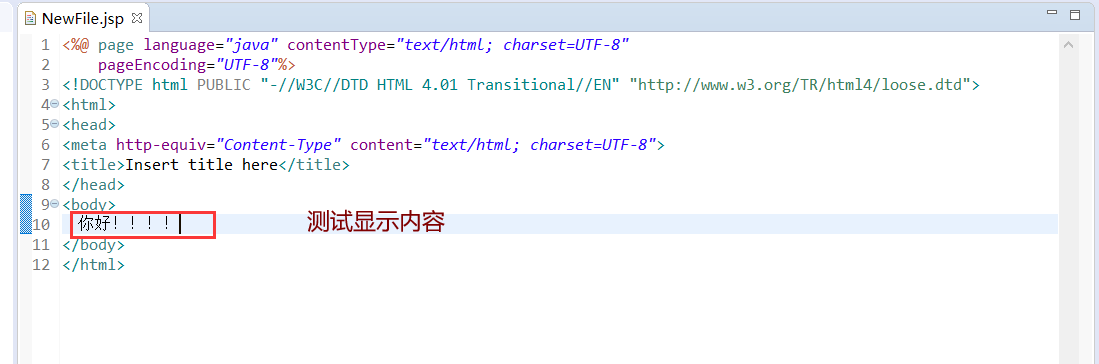 NewFile.jsp
1 <%@ page language="java" contentType="text/html; charset=UTF-8"
2 pageEncoding="UTF-8"%>
3 <!DOCTYPE html PUBLIC "-//W3C//DTD HTML 4.01 Transitional//EN" "http://www.w3.org/TR/html4/loose.dtd">
4 <html>
5 <head>
6 <meta http-equiv="Content-Type" content="text/html; charset=UTF-8">
7 <title>Insert title here</title>
8 </head>
9 <body>
10 你好！！！！ 测试显示内容
11 </body>
12 </html>